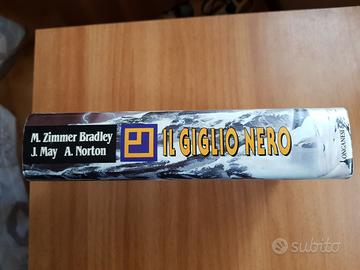 M. Zimmer Bradley
J. May A. Norton
IL GIGLIO NERO
LONGANESI
subito